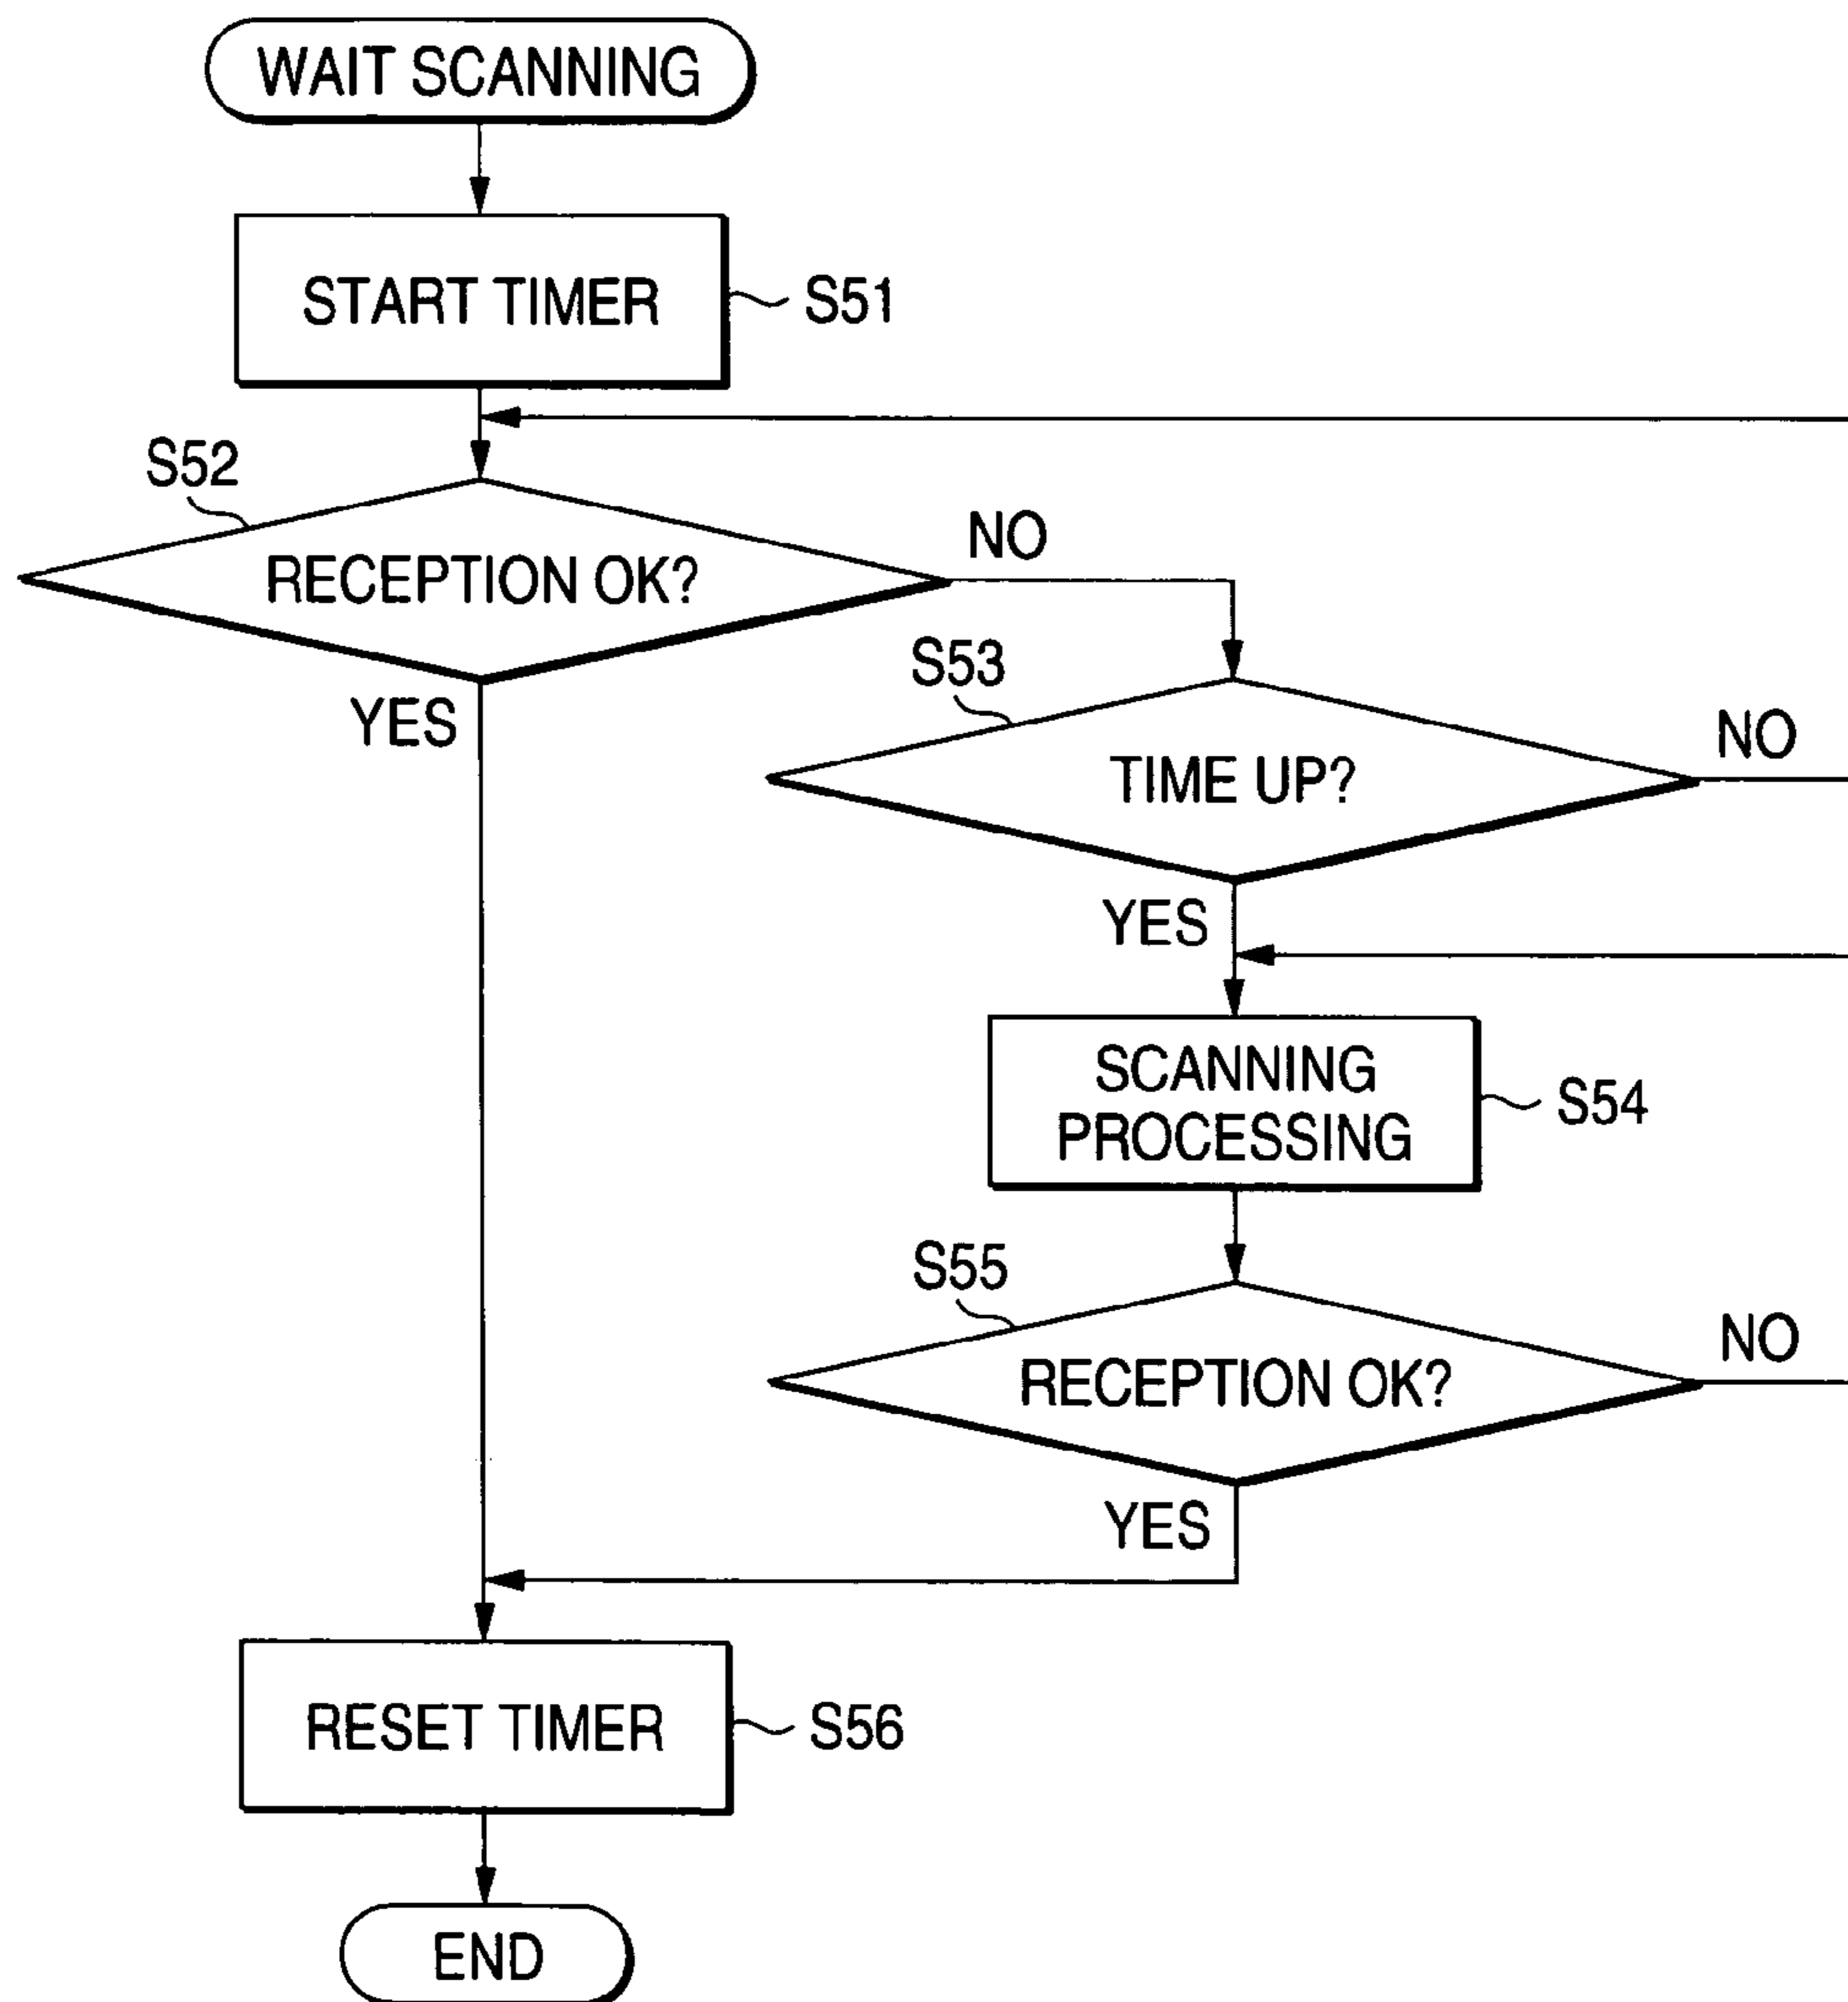 WAIT SCANNING
START TIMER
S51
S52
RECEPTION OK?
NO
YES
S53
TIME UP?
NO
YES
SCANNING
PROCESSING
S54
S55
RECEPTION OK?
NO
YES
RESET TIMER
S56
END